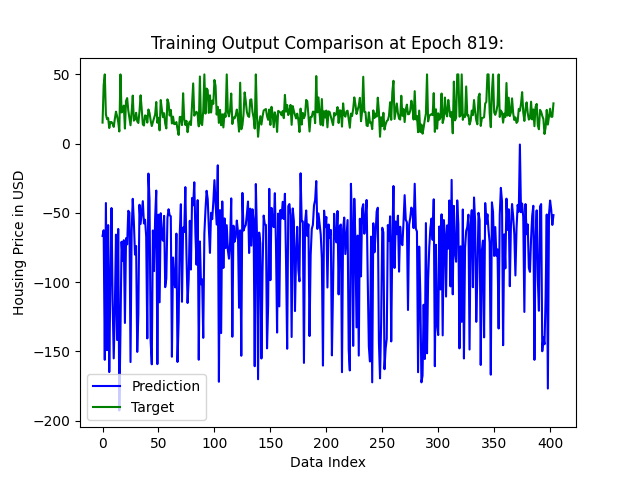 Training Output Comparison at Epoch 819:
Housing Price in USD
50
0
−50
−100
−150
−200
Prediction
Target
0 50 100 150 200 250 300 350 400
Data Index